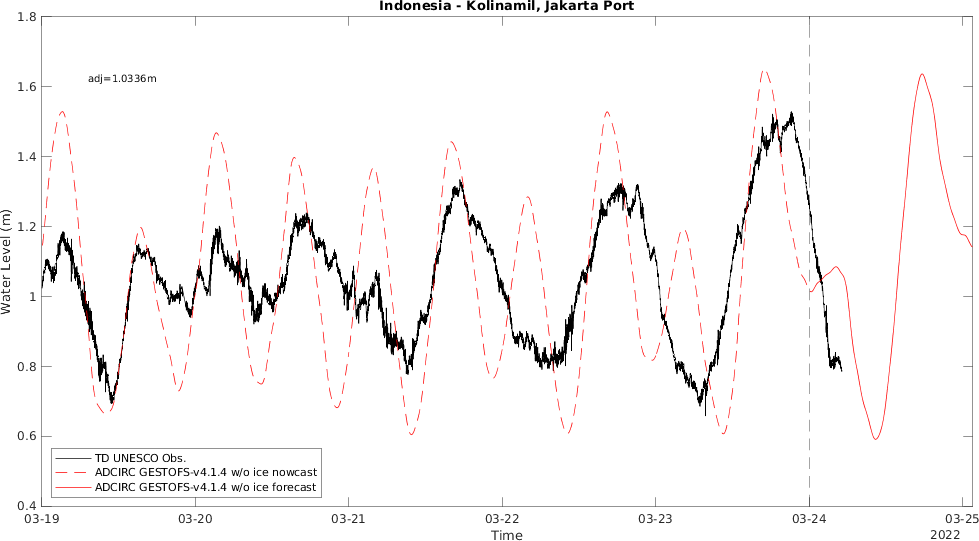 Indonesia - Kolinamil, Jakarta Port
1.8
adj=1.0336m
1.6
1.4
1.2
1
0.8
0.6
0.4
Water Level (m)
TD UNESCO Obs.
ADCIRC GESTOFS-v4.1.4 w/o ice nowcast
ADCIRC GESTOFS-v4.1.4 w/o ice forecast
03-19 03-20 03-21 03-22 03-23 03-24 03-25
Time
2022